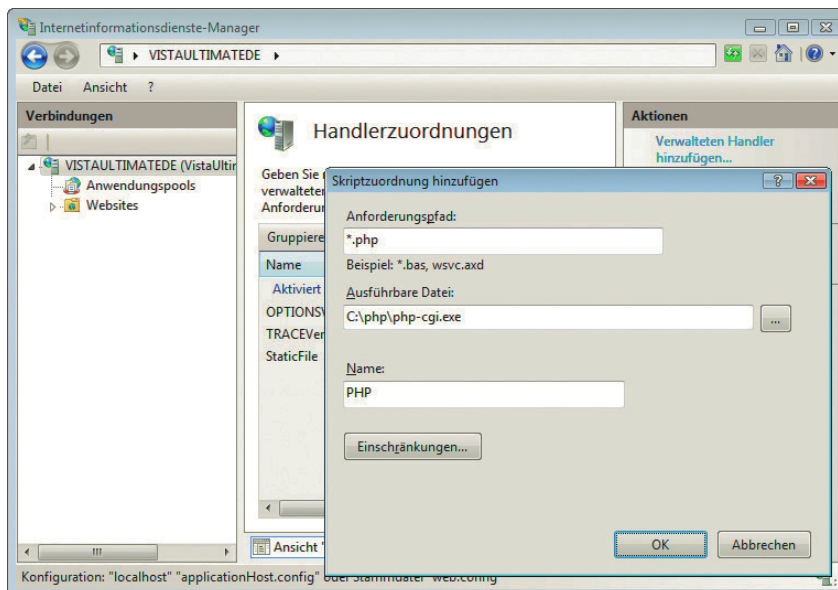 Internetinformationsdienste-Manager
VISTAULTIMATEDE
Datei Ansicht ?
Verbindungen
VISTAULTIMATEDE (VistaUltir
Anwendungspools
Websites
Handlerzuordnungen
Geben Sie
verwalteter
Anforderun
Gruppiere
Name
Aktiviert
OPTIONSV
TRACEVer
StaticFile
Ansicht "
Aktionen
Verwalteten Handler
hinzufügen...
Skriptzuordnung hinzufügen
Anforderungspfad:
*.php
Beispiel: *.bas, wsvc.axd
Ausführbare Datei:
C:\php\php-cgi.exe
...
Name:
PHP
Einschränkungen...
OK Abbrechen
Konfiguration: "localhost" "applicationHost.config" oder Stammdatei "web.config"